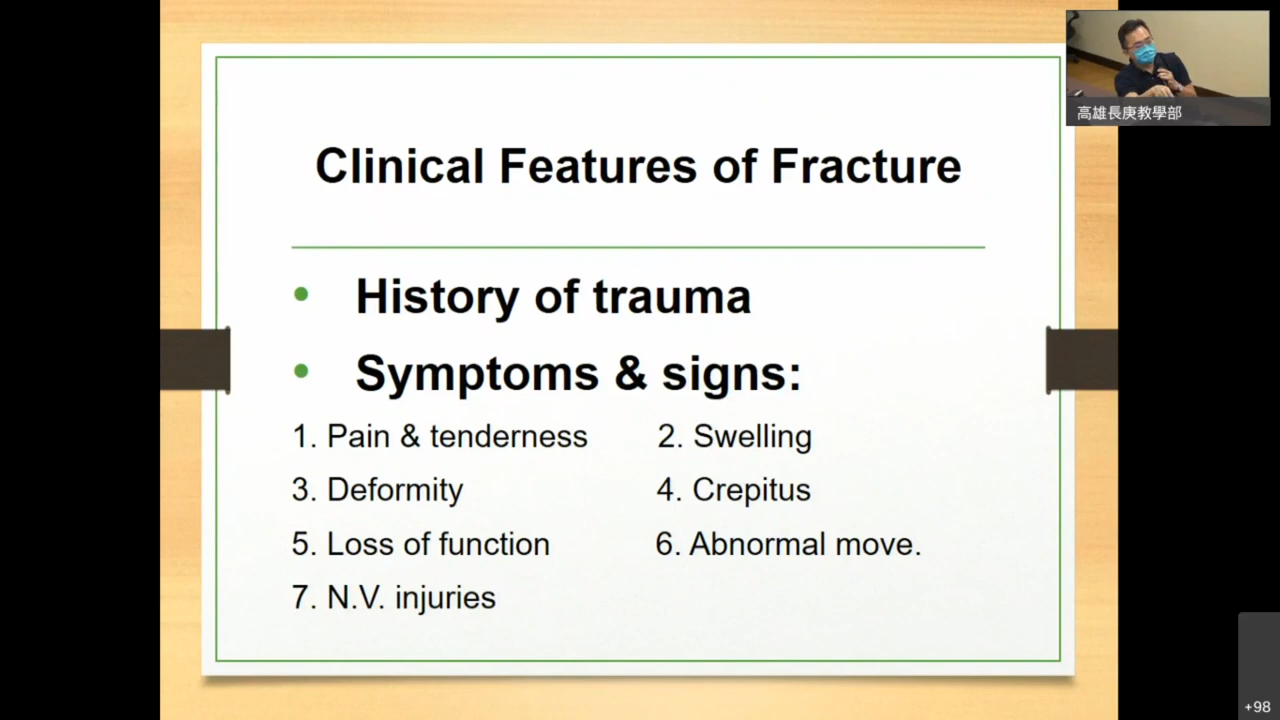 高雄長庚教學部
Clinical Features of Fracture
• History of trauma
• Symptoms & signs:
1. Pain & tenderness 2. Swelling
3. Deformity 4. Crepitus
5. Loss of function 6. Abnormal move.
7. N.V. injuries
+98